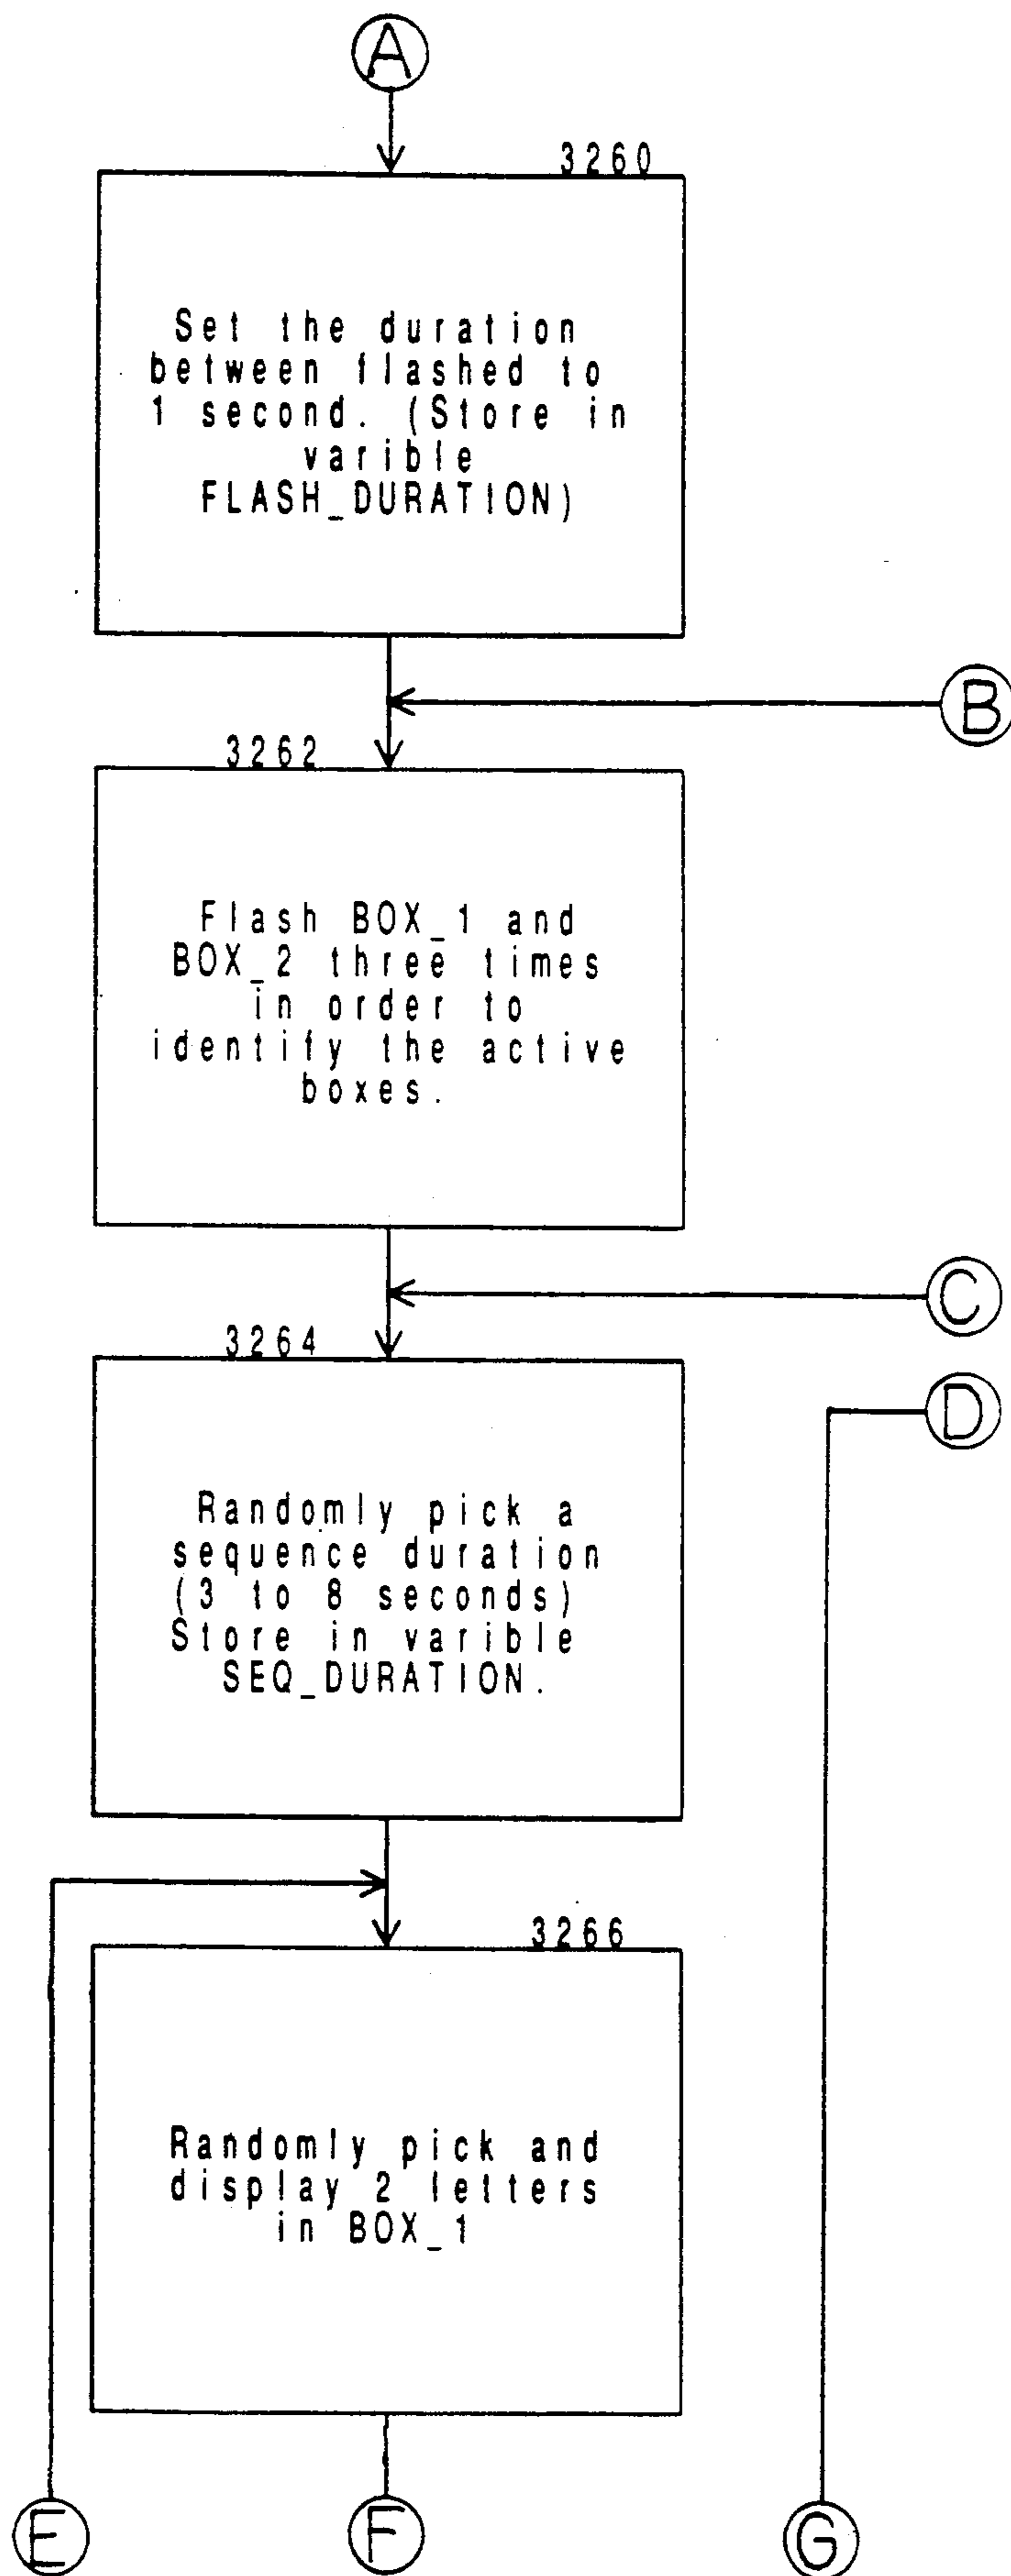 A
3260
Set the duration
between flashed to
1 second. (Store in
varible
FLASH_DURATION)
B
3262
Flash BOX_1 and
BOX_2 three times
in order to
identify the active
boxes.
C
3264
D
Randomly pick a
sequence duration
(3 to 8 seconds)
Store in varible
SEQ_DURATION.
3266
Randomly pick and
display 2 letters
in BOX_1
E
F
G